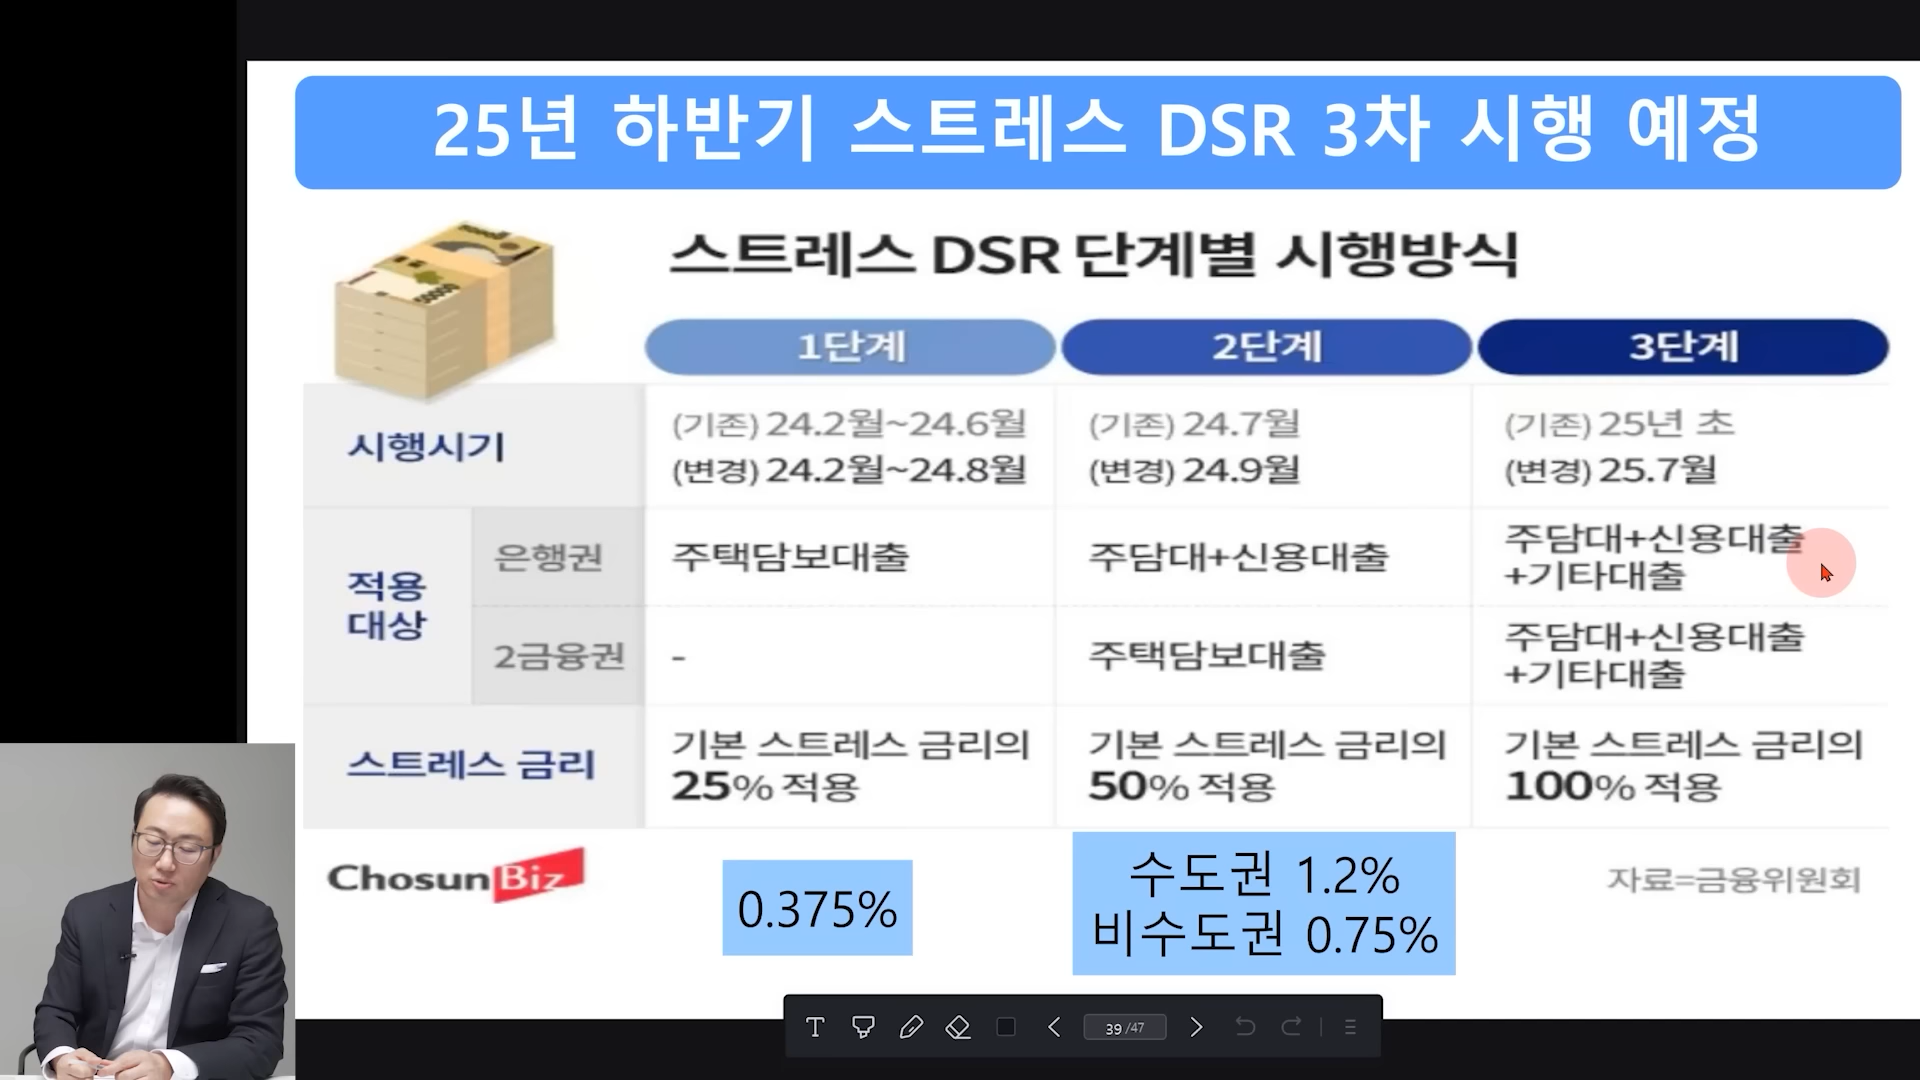 25년 하반기 스트레스 DSR 3차 시행 예정
스트레스 DSR 단계별 시행방식
1단계 2단계 3단계
시행시기
(기존) 24.2월~24.6월 (기존) 24.7월 (기존) 25년 초
(변경) 24.2월~24.8월 (변경) 24.9월 (변경) 25.7월
적용
대상
은행권 주택담보대출 주담대+신용대출 주담대+신용대출
+기타대출
2금융권 - 주택담보대출 주담대+신용대출
+기타대출
스트레스 금리
기본 스트레스 금리의 기본 스트레스 금리의 기본 스트레스 금리의
25% 적용 50% 적용 100% 적용
ChosunBiz
0.375%
수도권 1.2%
비수도권 0.75%
자료=금융위원회
T
39 /47
50000